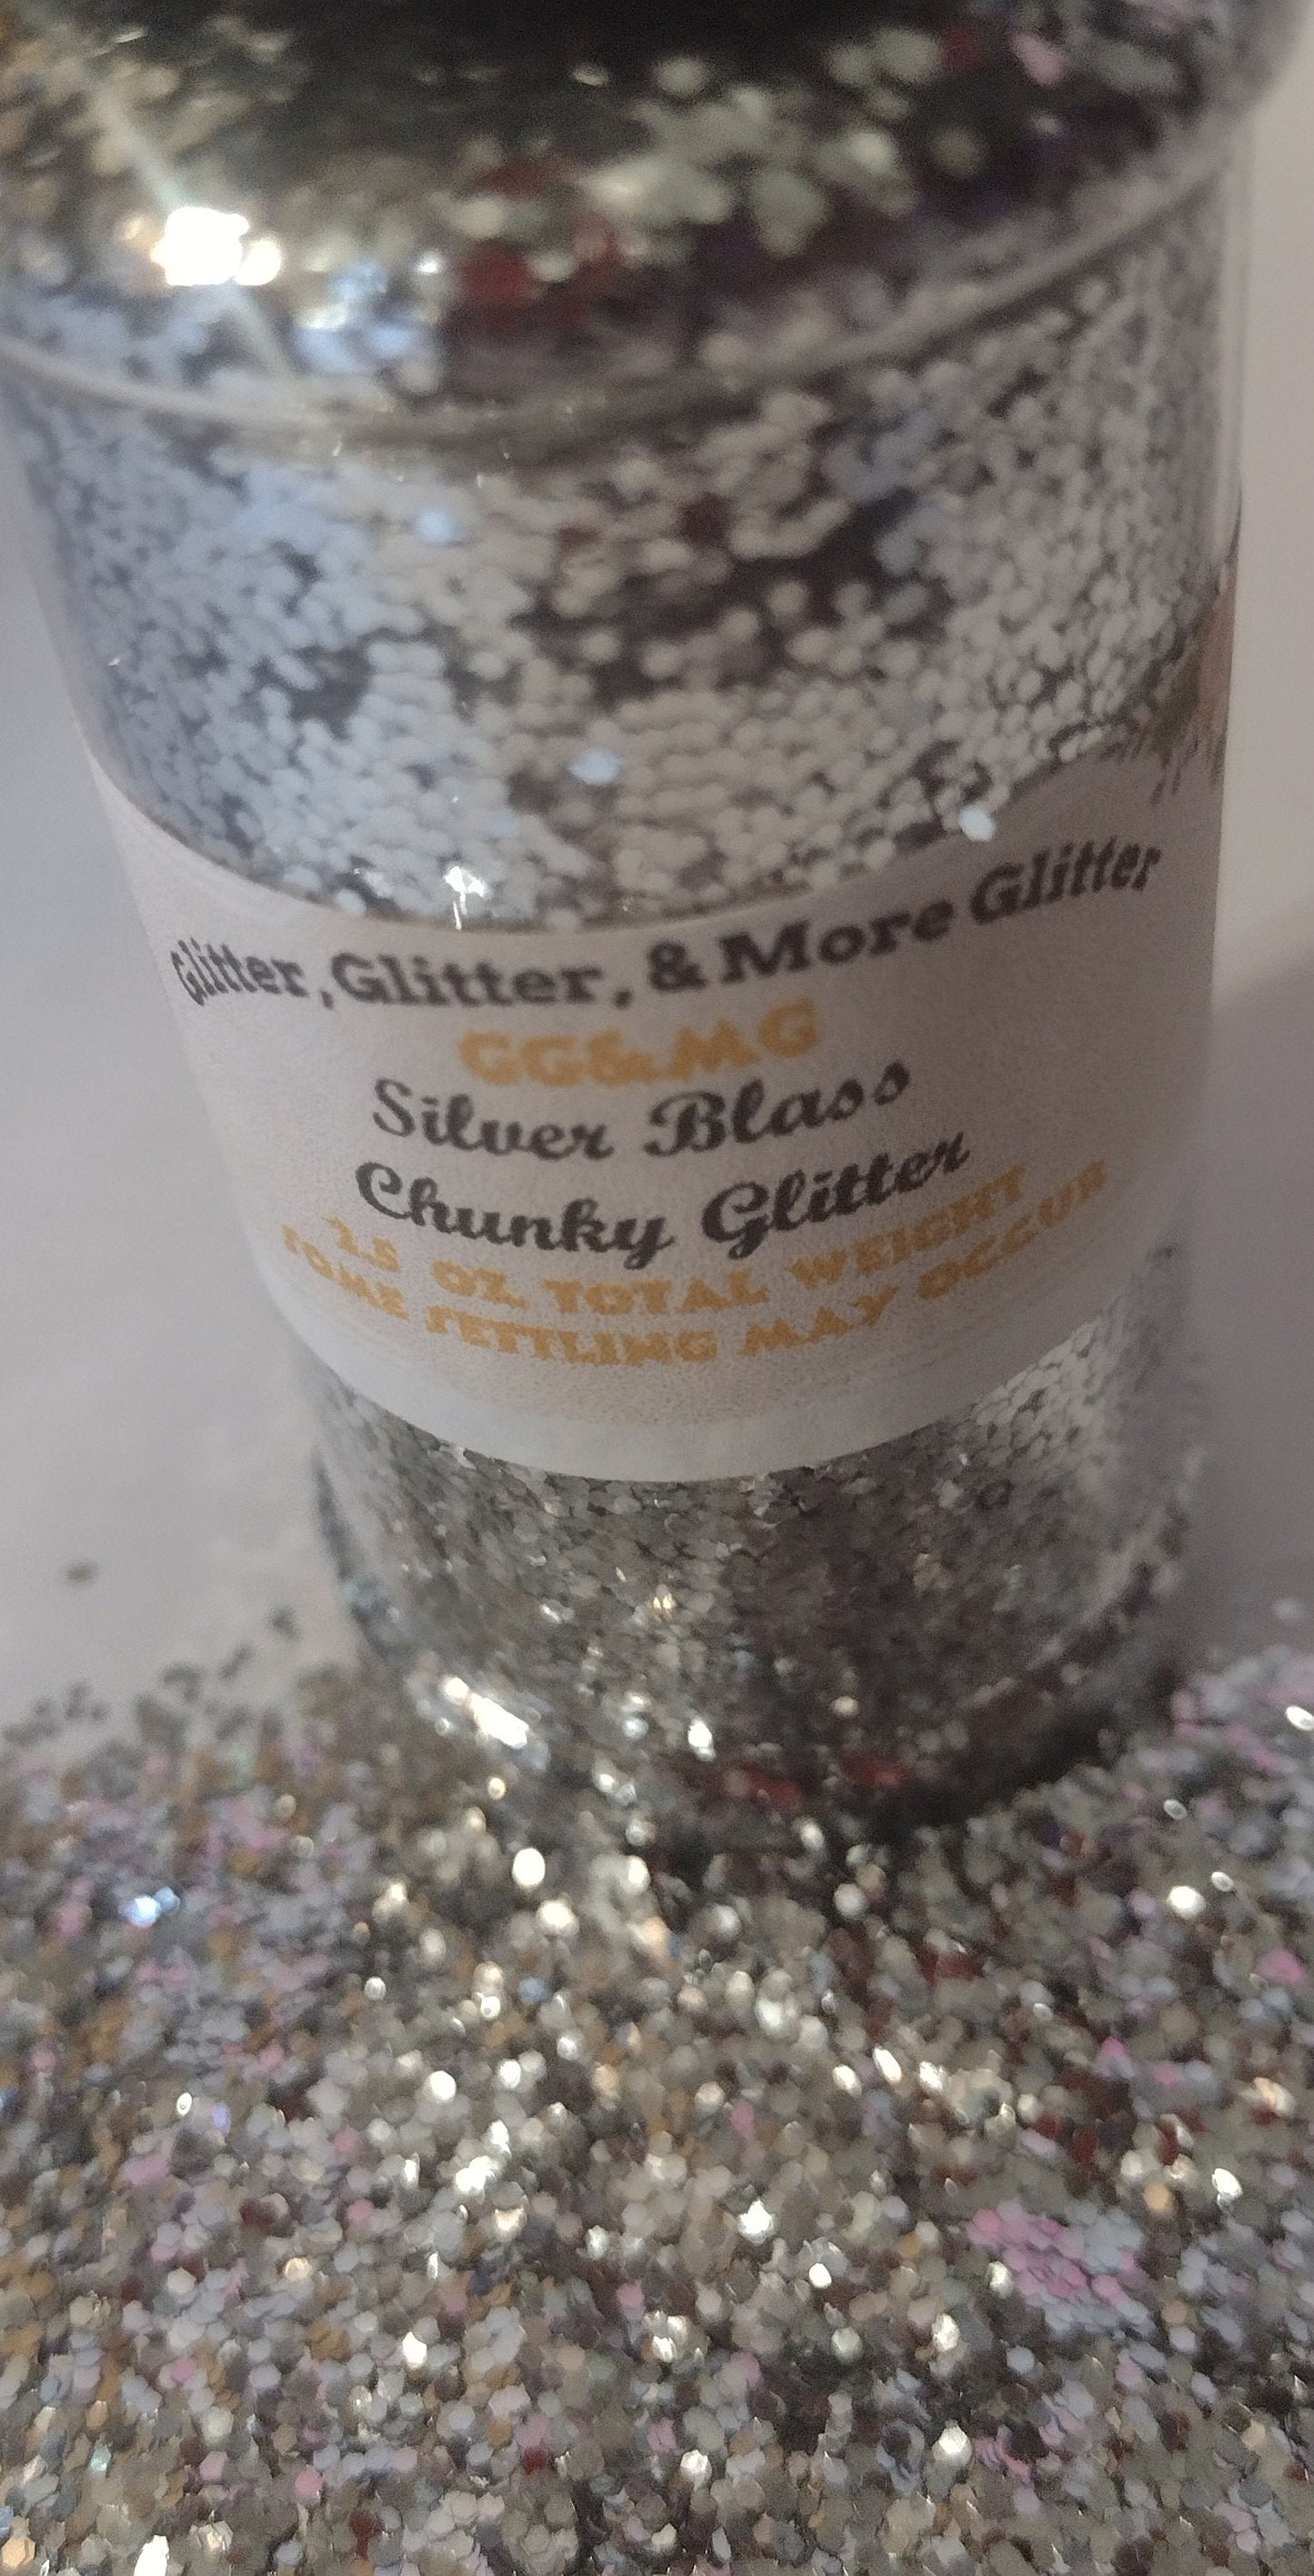 Glitter, Glitter, & More Glitter
GG&MG
Silver Blass
Chunky Glitter
2.5 OZ. TOTAL WEIGHT
SOME SETTLING MAY OCCUR